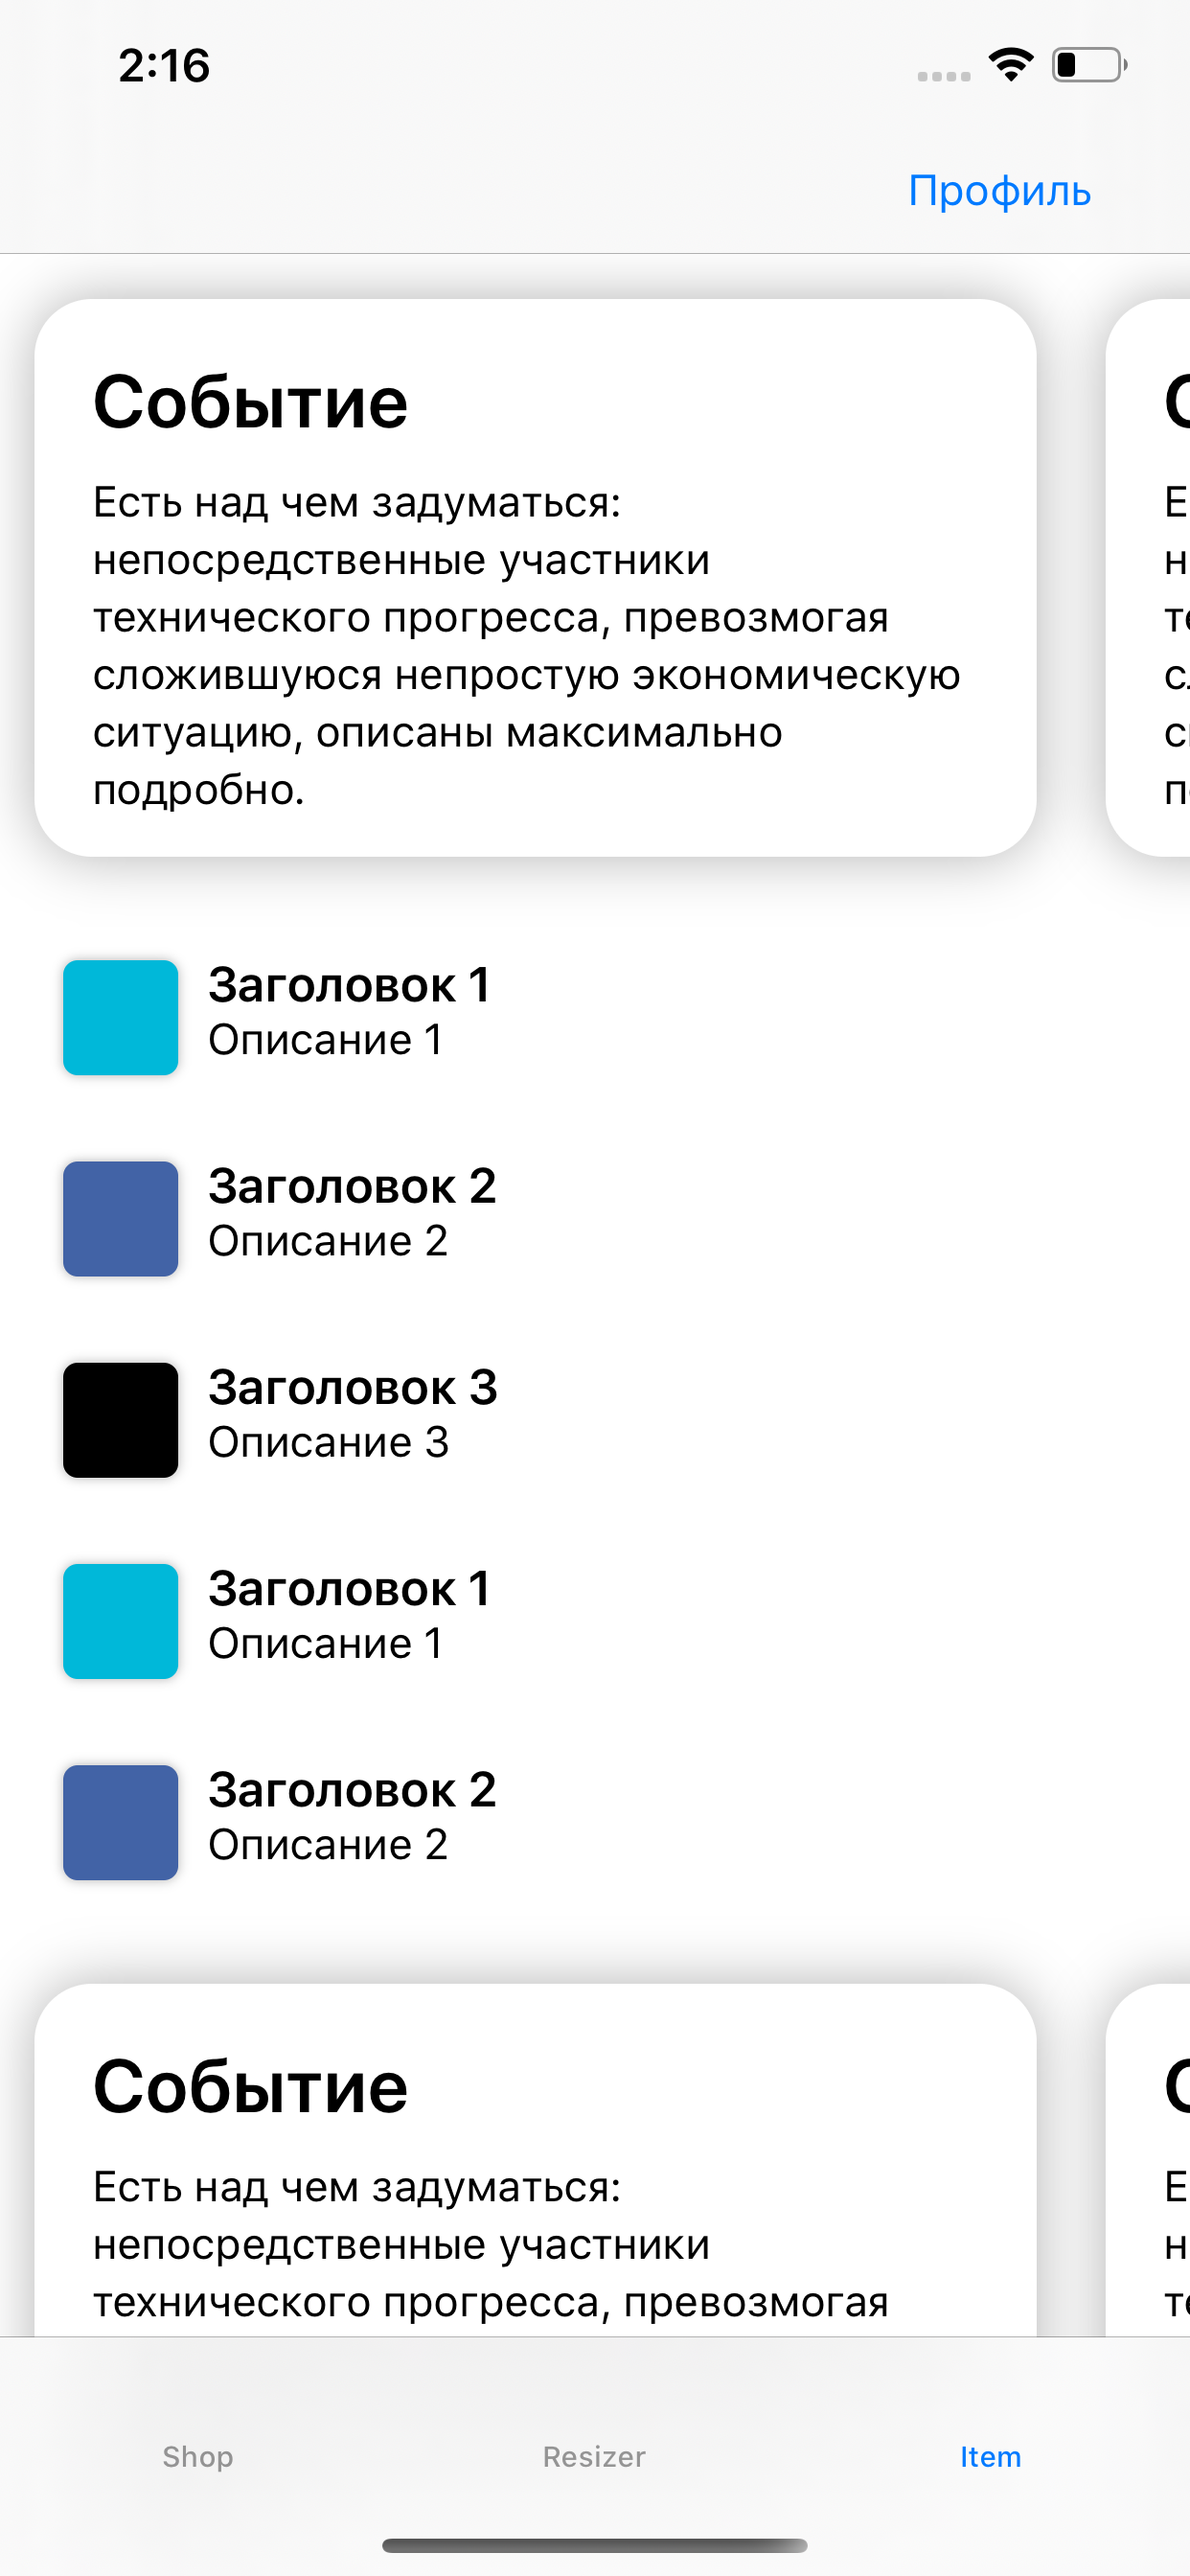 2:16
Профиль
Событие
Есть над чем задуматься:
непосредственные участники
технического прогресса, превозмогая
сложившуюся непростую экономическую
ситуацию, описаны максимально
подробно.
Заголовок 1
Описание 1
Заголовок 2
Описание 2
Заголовок 3
Описание 3
Заголовок 1
Описание 1
Заголовок 2
Описание 2
Событие
Есть над чем задуматься:
непосредственные участники
технического прогресса, превозмогая
Shop
Resizer
Item